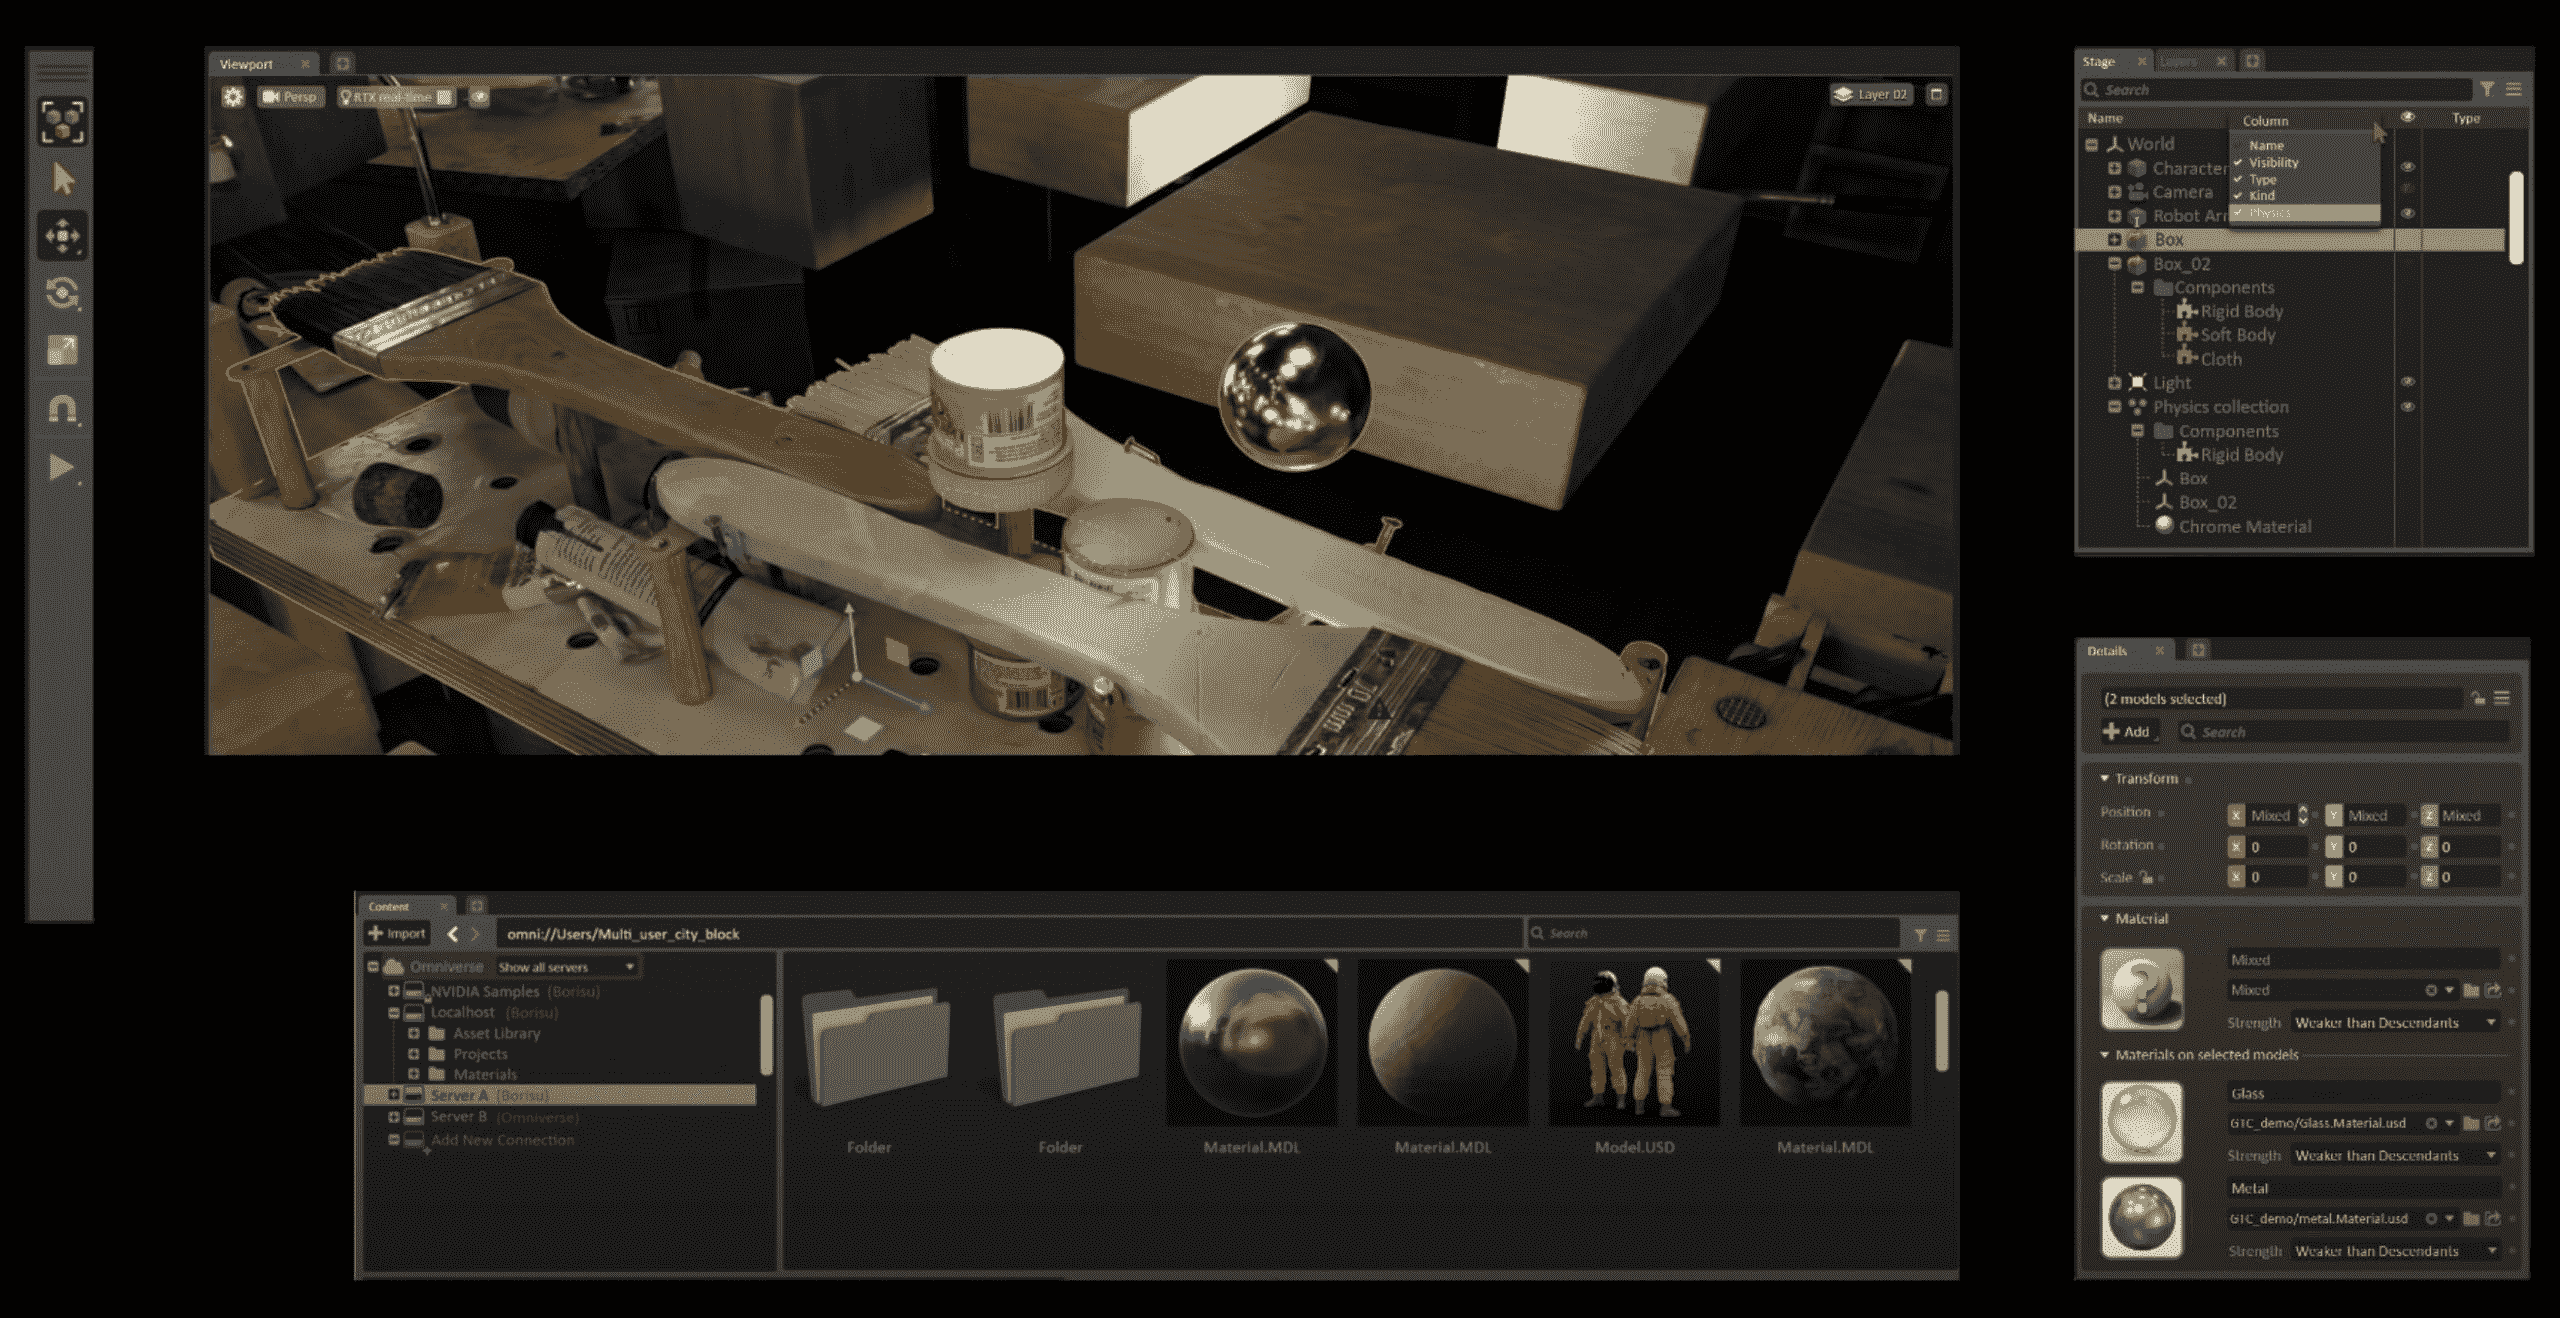 Viewport
Persp
RTX real-time
Layer 02
Stage
Layers
Search
Name
Type
Column
Name
Visibility
Type
Kind
Physics
World
Character
Camera
Robot Arr
Box
Box_02
Components
Rigid Body
Soft Body
Cloth
Light
Physics collection
Components
Rigid Body
Box
Box_02
Chrome Material
Details
(2 models selected)
Add
Search
Transform
Position X Mixed Y Mixed Z Mixed
Rotation X 0 Y 0 Z 0
Scale X 0 Y 0 Z 0
Material
Mixed
Mixed
Strength Weaker than Descendants
Materials on selected models
Glass
GTC_demo/Glass.Material.usd
Strength Weaker than Descendants
Metal
GTC_demo/metal.Material.usd
Strength Weaker than Descendants
Content
Import
omni://Users/Multi_user_city_block
Search
Omniverse Show all servers
NVIDIA Samples (Borisu)
Localhost (Borisu)
Asset Library
Projects
Materials
Server A (Borisu)
Server B (Omniverse)
Add New Connection
Folder
Folder
Material.MDL
Material.MDL
Model.USD
Material.MDL